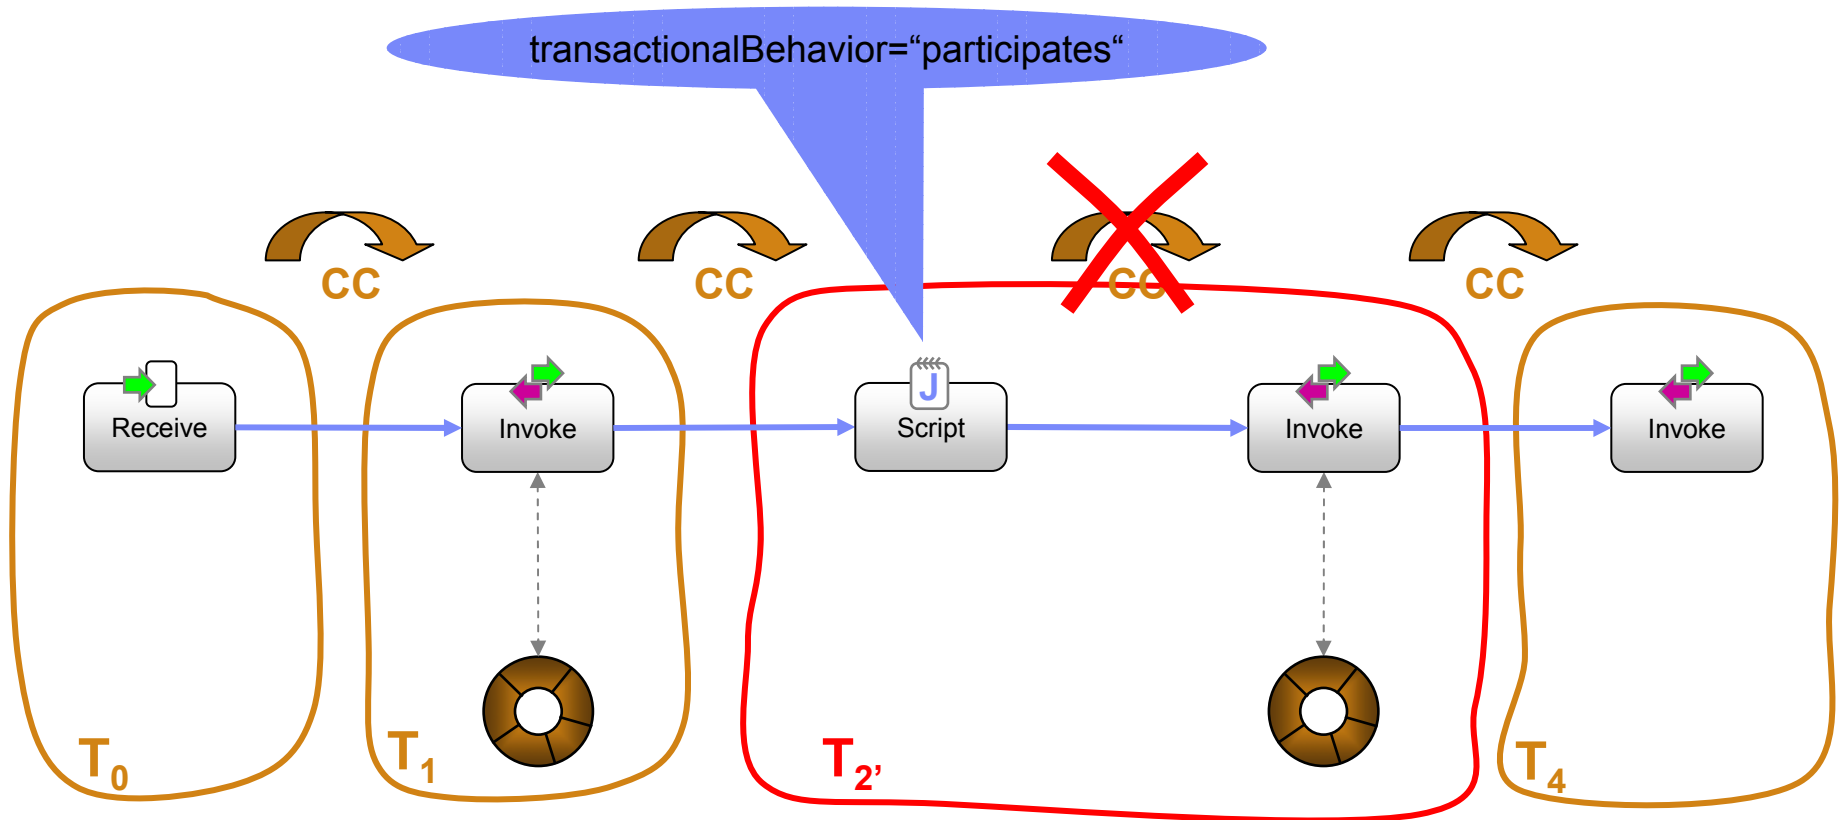 transactionalBehavior=“participates“
CC
CC
CC
CC
Receive
Invoke
J
Script
Invoke
Invoke
T0
T1
T2’
T4